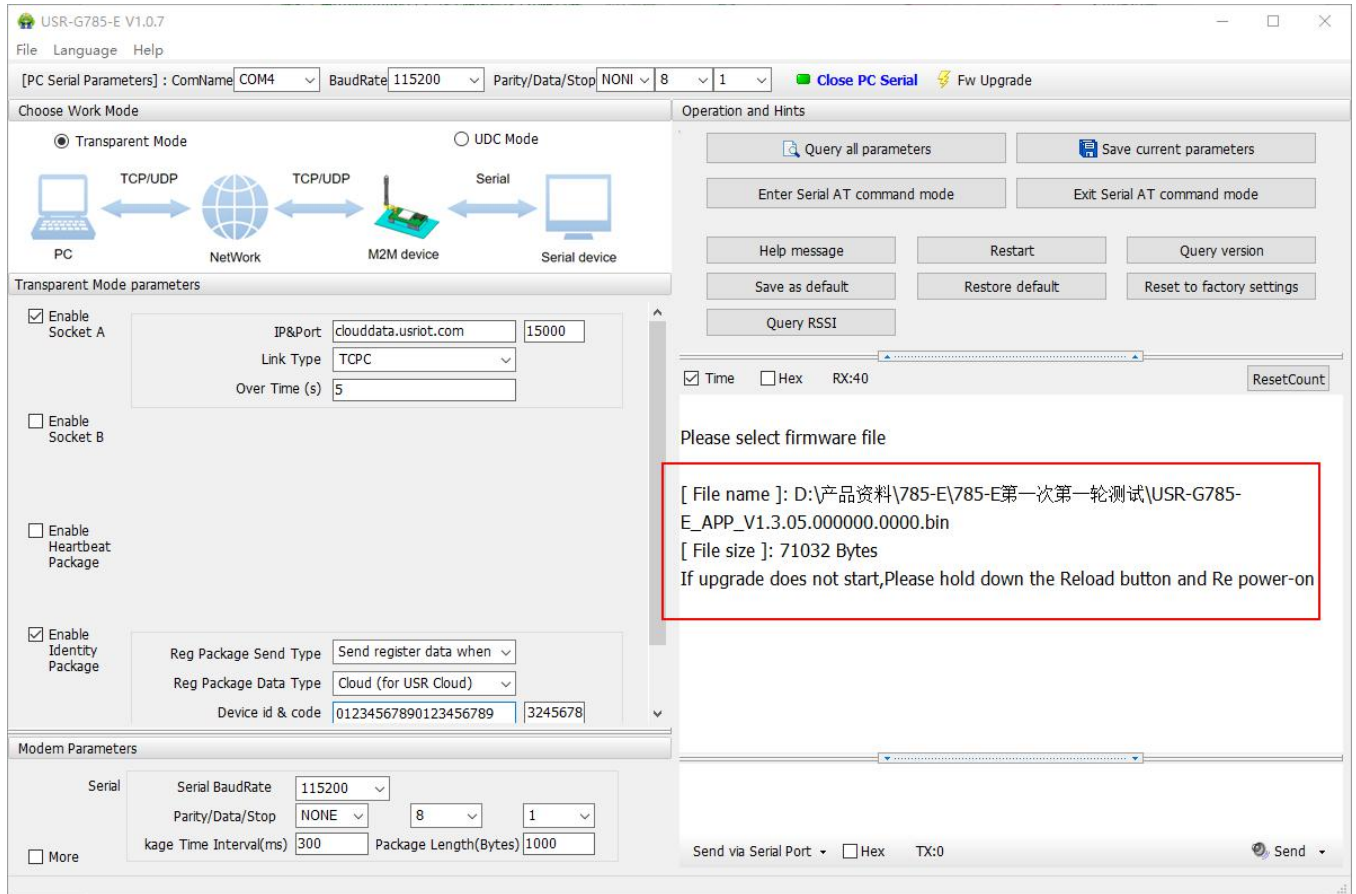 USR-G785-E V1.0.7
File Language Help
[PC Serial Parameters] : ComName COM4 BaudRate 115200 Parity/Data/Stop NONI 8 1 Close PC Serial Fw Upgrade
Choose Work Mode
Transparent Mode
UDC Mode
TCP/UDP
TCP/UDP
Serial
PC
NetWork
M2M device
Serial device
Transparent Mode parameters
Enable
Socket A
IP&Port clouddata.usriot.com 15000
Link Type TCPC
Over Time (s) 5
Enable
Socket B
Enable
Heartbeat
Package
Enable
Identity
Package
Reg Package Send Type Send register data when
Reg Package Data Type Cloud (for USR Cloud)
Device id & code 01234567890123456789 3245678
Modem Parameters
Serial
Serial BaudRate 115200
Parity/Data/Stop NONE 8 1
kage Time Interval(ms) 300 Package Length(Bytes) 1000
More
Operation and Hints
Query all parameters
Save current parameters
Enter Serial AT command mode
Exit Serial AT command mode
Help message
Restart
Query version
Save as default
Restore default
Reset to factory settings
Query RSSI
Time Hex RX:40 ResetCount
Please select firmware file
[ File name ]: D:\产品资料\785-E\785-E第一次第一轮测试\USR-G785-
E_APP_V1.3.05.000000.0000.bin
[ File size ]: 71032 Bytes
If upgrade does not start,Please hold down the Reload button and Re power-on
Send via Serial Port Hex TX:0 Send